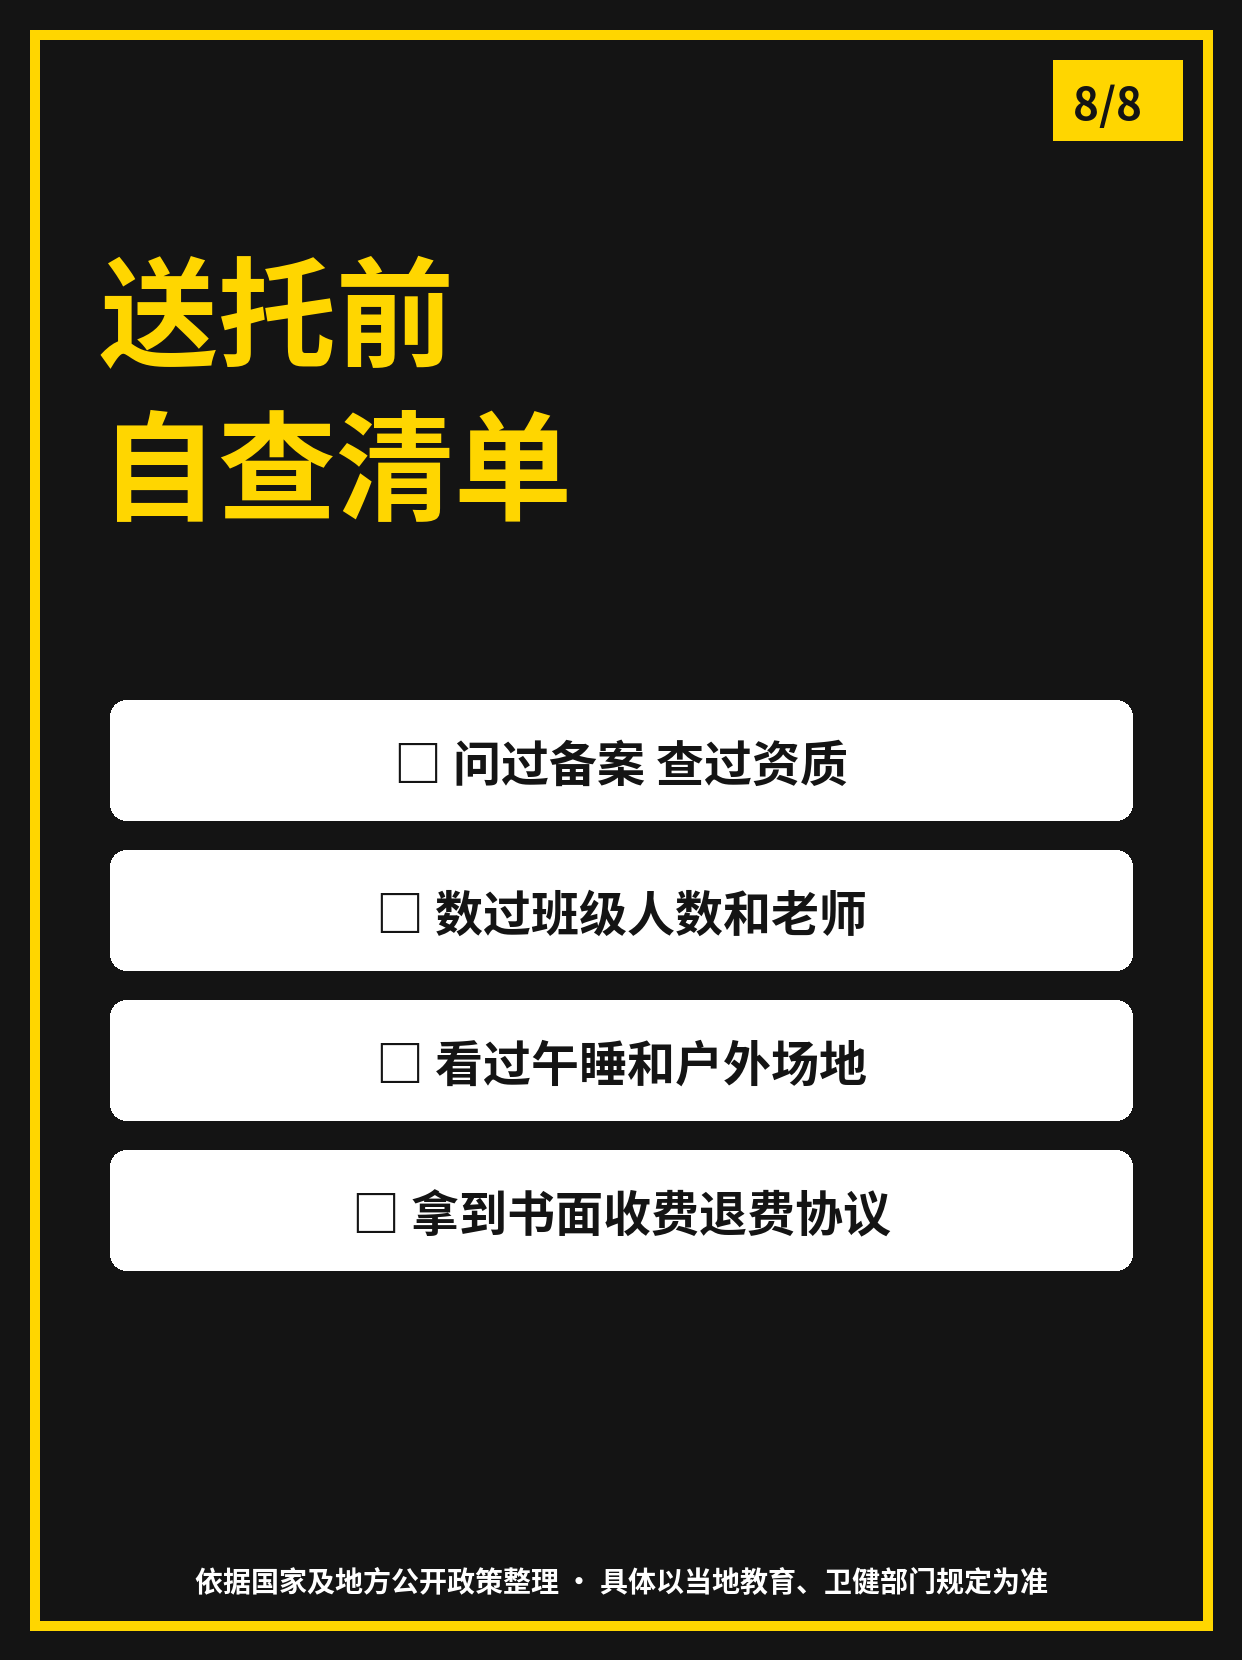 8/8
送托前
自查清单
□ 问过备案 查过资质
□ 数过班级人数和老师
□ 看过午睡和户外场地
□ 拿到书面收费退费协议
依据国家及地方公开政策整理 · 具体以当地教育、卫健部门规定为准